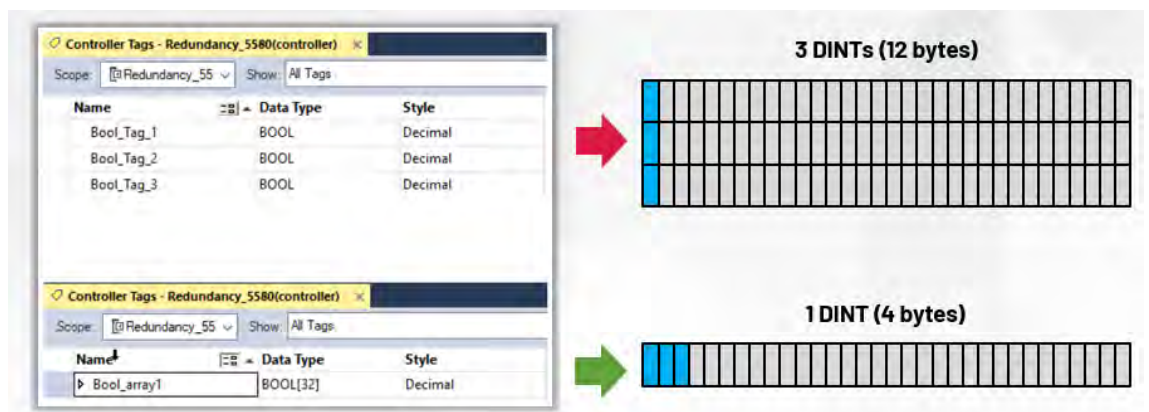 Controller Tags - Redundancy_5580(controller) ×
Scope: Redundancy_55 Show: All Tags
Name Data Type Style
Bool_Tag_1 BOOL Decimal
Bool_Tag_2 BOOL Decimal
Bool_Tag_3 BOOL Decimal
3 DINTs (12 bytes)
Controller Tags - Redundancy_5580(controller) ×
Scope: Redundancy_55 Show: All Tags
Name Data Type Style
Bool_array1 BOOL[32] Decimal
1 DINT (4 bytes)